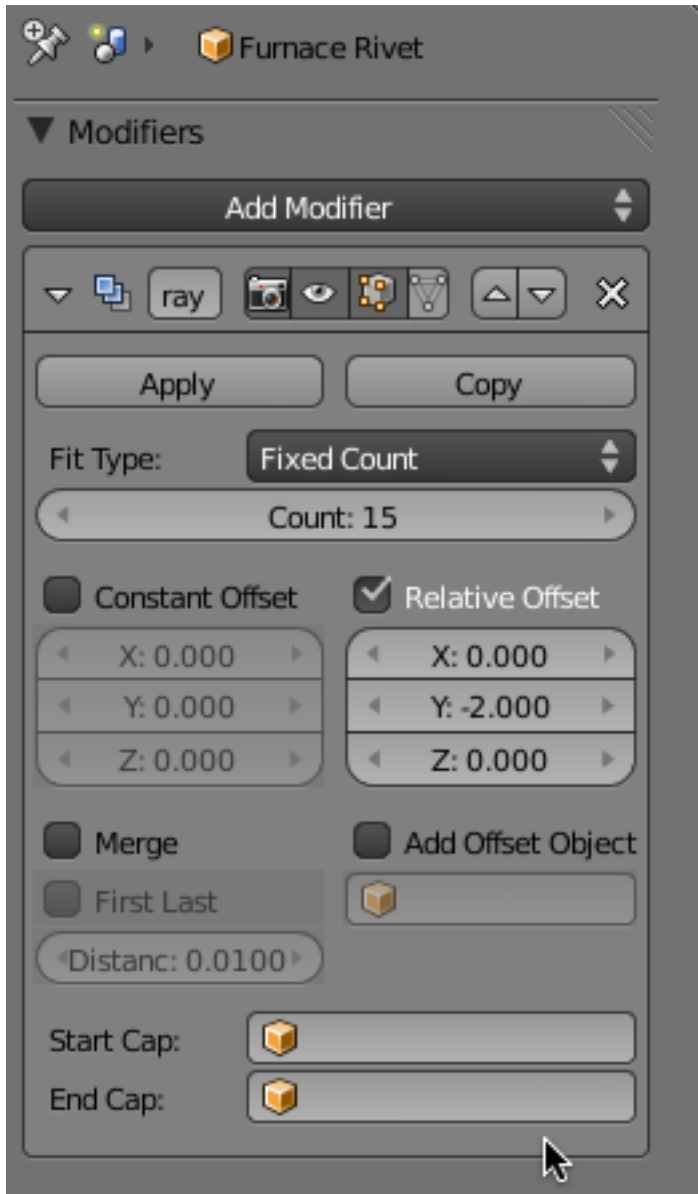 Furnace Rivet
Modifiers
Add Modifier
ray
Apply Copy
Fit Type: Fixed Count
Count: 15
Constant Offset Relative Offset
X: 0.000 X: 0.000
Y: 0.000 Y: -2.000
Z: 0.000 Z: 0.000
Merge Add Offset Object
First Last
Distanc: 0.0100
Start Cap:
End Cap: